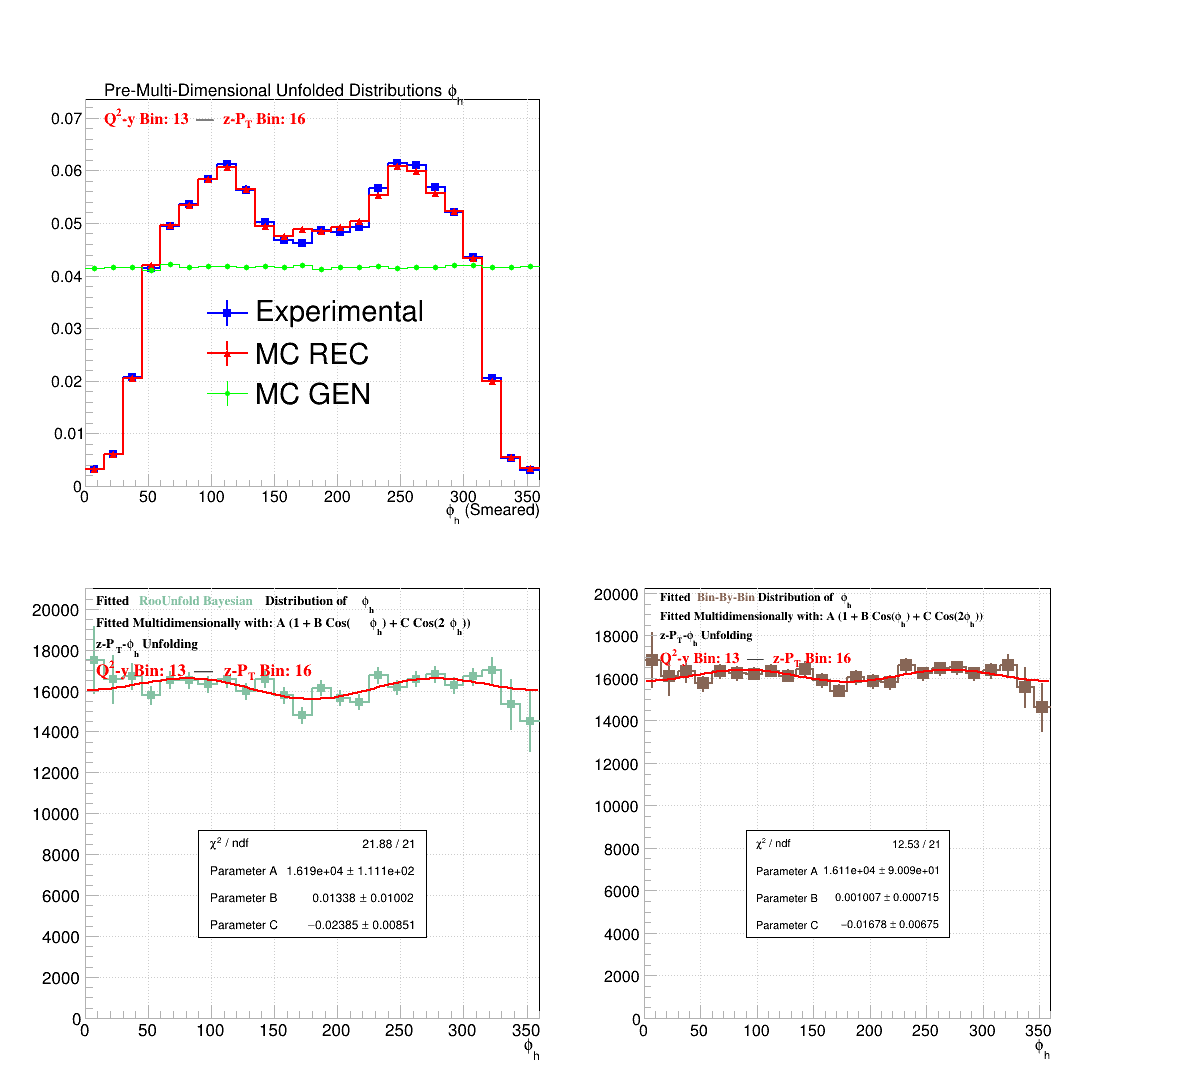 Pre-Multi-Dimensional Unfolded Distributions ϕh
Q2-y Bin: 13 — z-PT Bin: 16
0.07
0.06
0.05
0.04
0.03
0.02
0.01
0
Experimental
MC REC
MC GEN
0 50 100 150 200 250 300 350
ϕh (Smeared)
Fitted RooUnfold Bayesian Distribution of ϕh
Fitted Multidimensionally with: A (1 + B Cos( ϕh) + C Cos(2 ϕh))
z-PT-ϕh Unfolding
Q2-y Bin: 13 — z-PT Bin: 16
20000
18000
16000
14000
12000
10000
8000
6000
4000
2000
0
χ2 / ndf 21.88 / 21
Parameter A 1.619e+04 ± 1.111e+02
Parameter B 0.01338 ± 0.01002
Parameter C −0.02385 ± 0.00851
0 50 100 150 200 250 300 350
ϕh
Fitted Bin-By-Bin Distribution of ϕh
Fitted Multidimensionally with: A (1 + B Cos(ϕh) + C Cos(2ϕh))
z-PT-ϕh Unfolding
Q2-y Bin: 13 — z-PT Bin: 16
20000
18000
16000
14000
12000
10000
8000
6000
4000
2000
0
χ2 / ndf 12.53 / 21
Parameter A 1.611e+04 ± 9.009e+01
Parameter B 0.001007 ± 0.000715
Parameter C −0.01678 ± 0.00675
0 50 100 150 200 250 300 350
ϕh